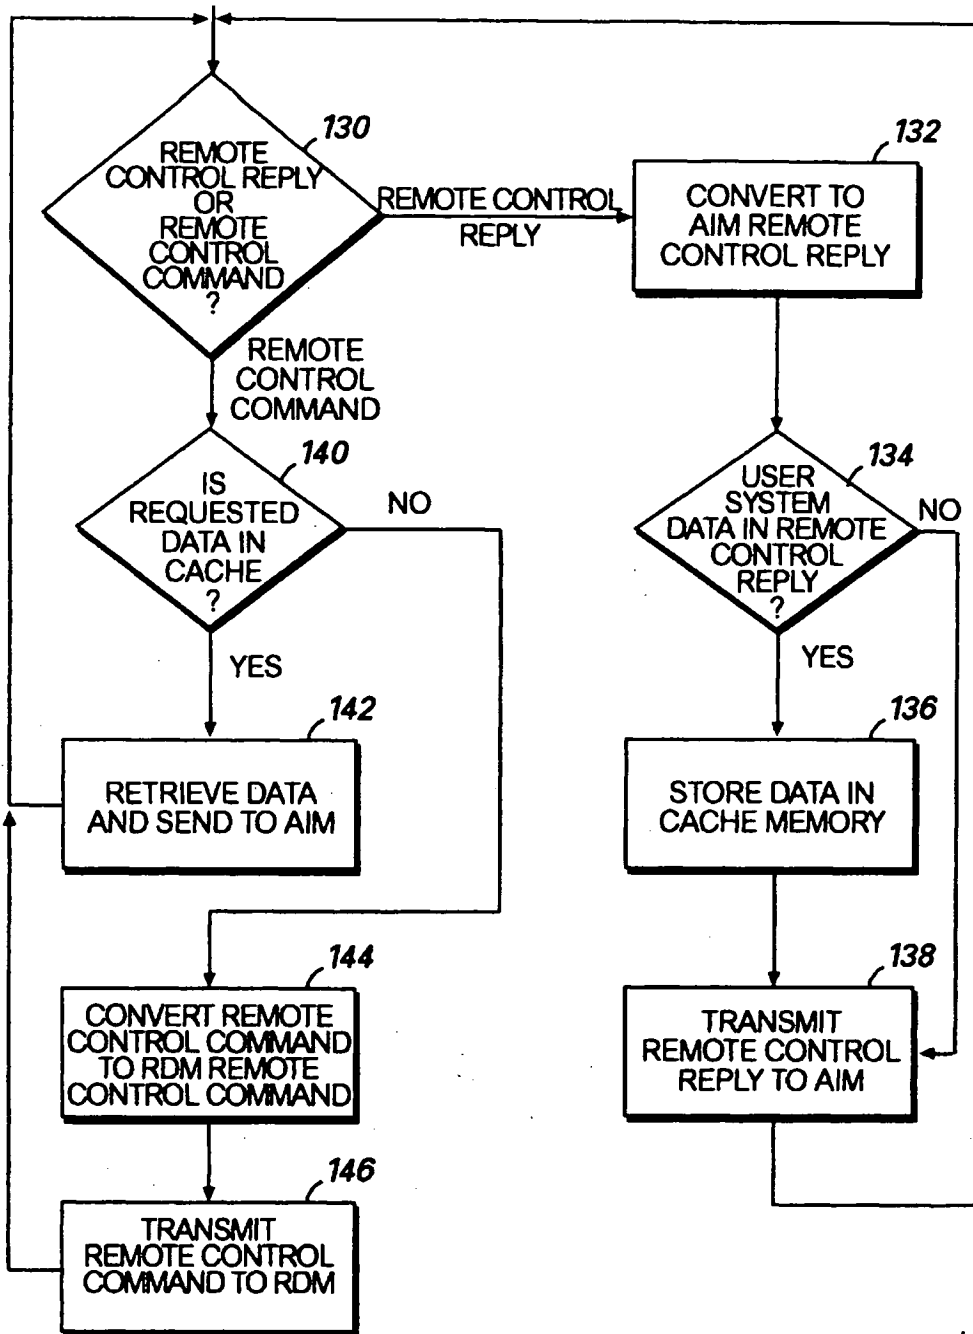 130
REMOTE
CONTROL REPLY
OR
REMOTE
CONTROL
COMMAND
?
REMOTE CONTROL
REPLY
132
CONVERT TO
AIM REMOTE
CONTROL REPLY
REMOTE
CONTROL
COMMAND
140
IS
REQUESTED
DATA IN
CACHE
?
NO
YES
134
USER
SYSTEM
DATA IN REMOTE
CONTROL
REPLY
?
NO
YES
142
RETRIEVE DATA
AND SEND TO AIM
136
STORE DATA IN
CACHE MEMORY
144
CONVERT REMOTE
CONTROL COMMAND
TO RDM REMOTE
CONTROL COMMAND
138
TRANSMIT
REMOTE CONTROL
REPLY TO AIM
146
TRANSMIT
REMOTE CONTROL
COMMAND TO RDM